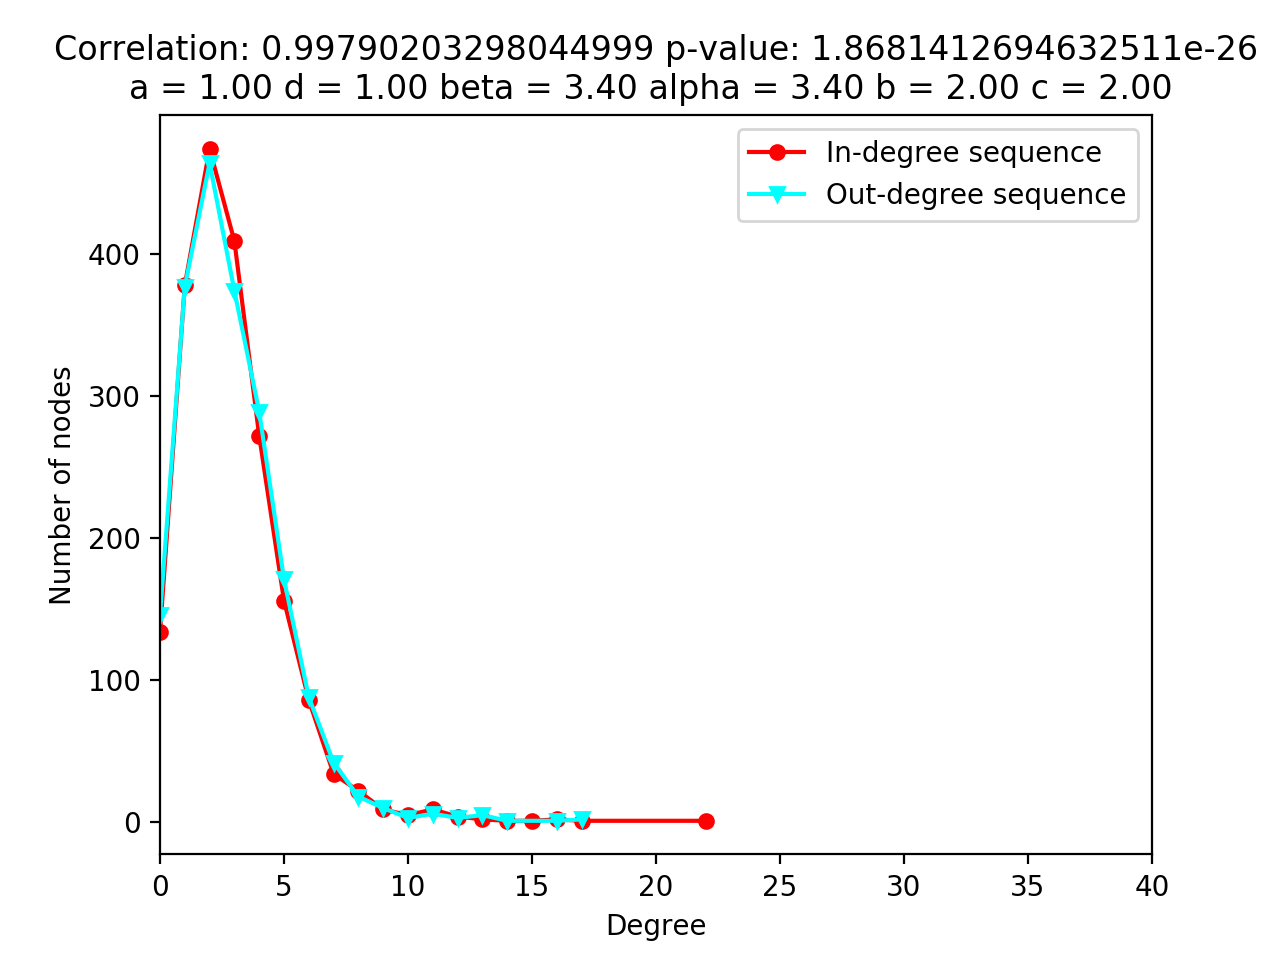 Correlation: 0.99790203298044999 p-value: 1.8681412694632511e-26
a = 1.00 d = 1.00 beta = 3.40 alpha = 3.40 b = 2.00 c = 2.00
In-degree sequence
Out-degree sequence
400
300
200
100
0
Number of nodes
0 5 10 15 20 25 30 35 40
Degree